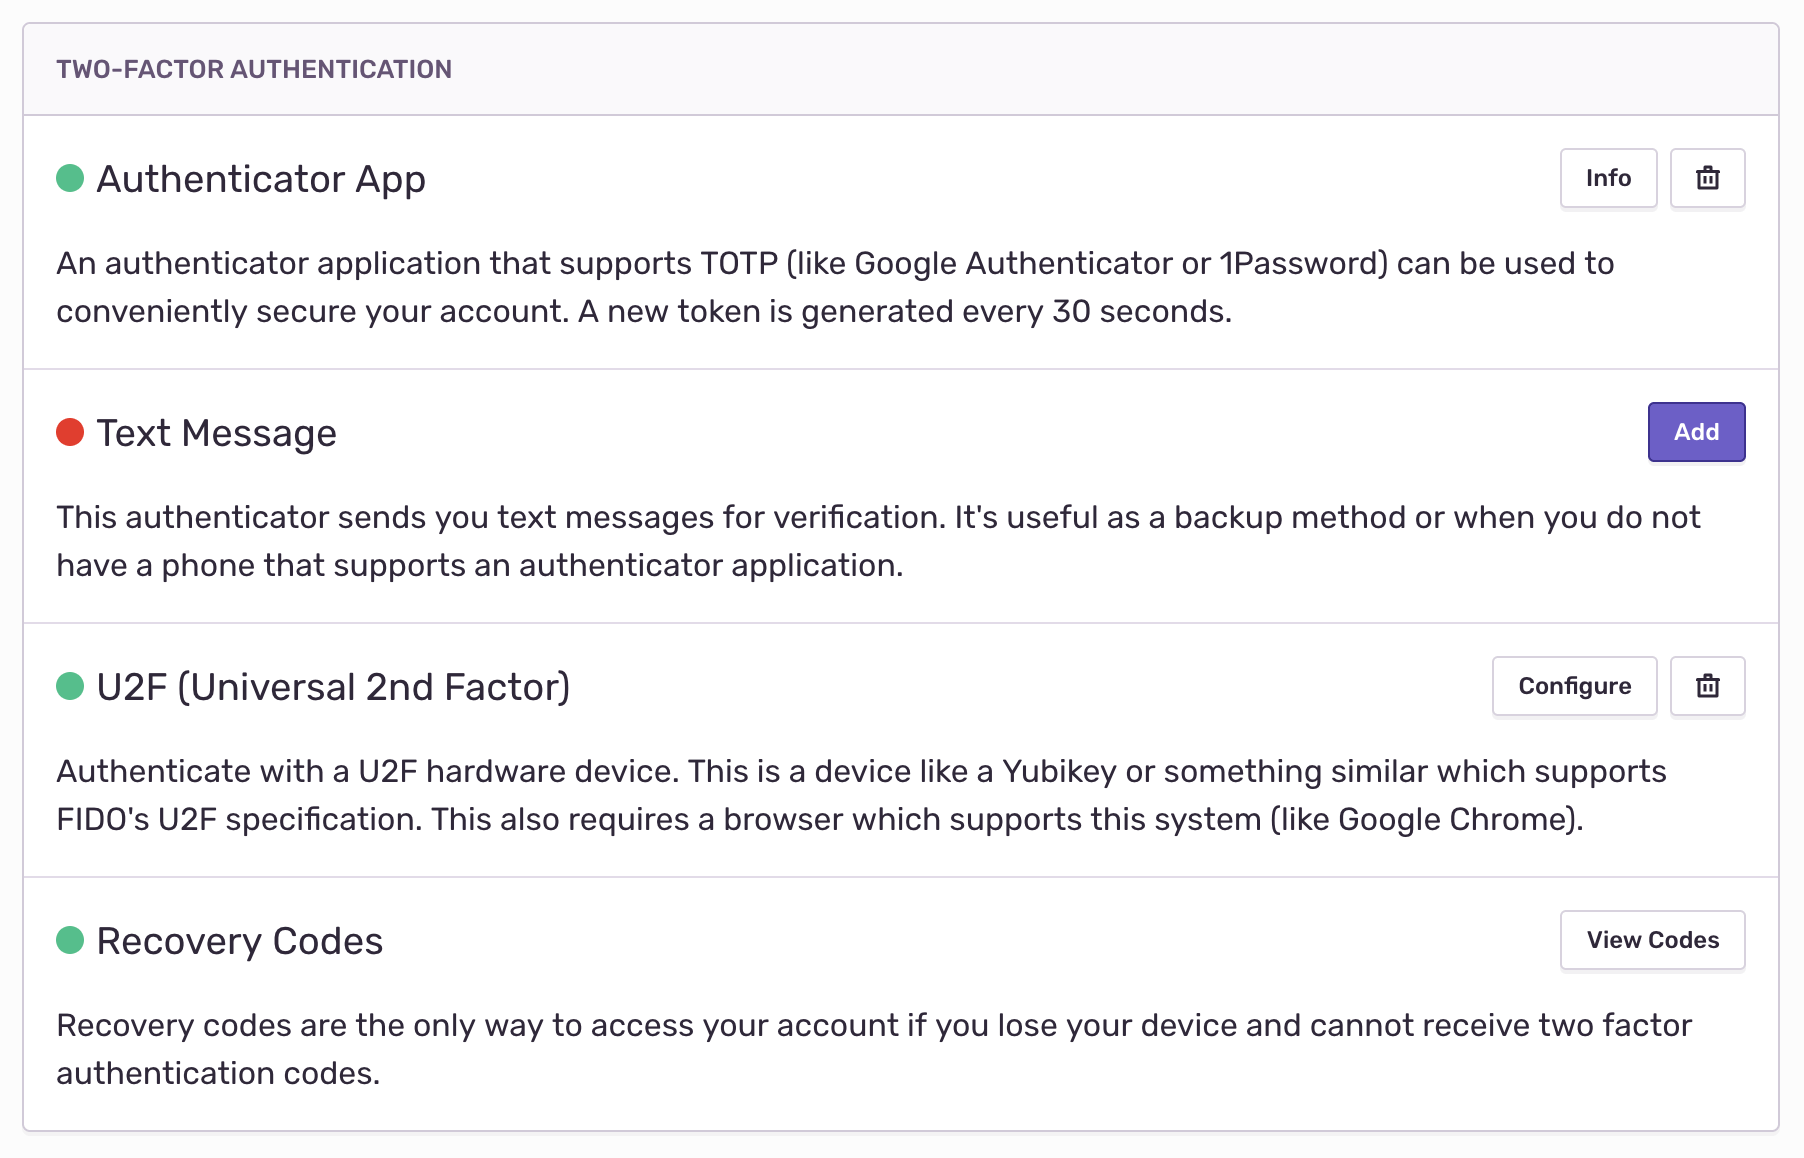 TWO-FACTOR AUTHENTICATION
Authenticator App
Info
An authenticator application that supports TOTP (like Google Authenticator or 1Password) can be used to
conveniently secure your account. A new token is generated every 30 seconds.
Text Message
Add
This authenticator sends you text messages for verification. It's useful as a backup method or when you do not
have a phone that supports an authenticator application.
U2F (Universal 2nd Factor)
Configure
Authenticate with a U2F hardware device. This is a device like a Yubikey or something similar which supports
FIDO's U2F specification. This also requires a browser which supports this system (like Google Chrome).
Recovery Codes
View Codes
Recovery codes are the only way to access your account if you lose your device and cannot receive two factor
authentication codes.